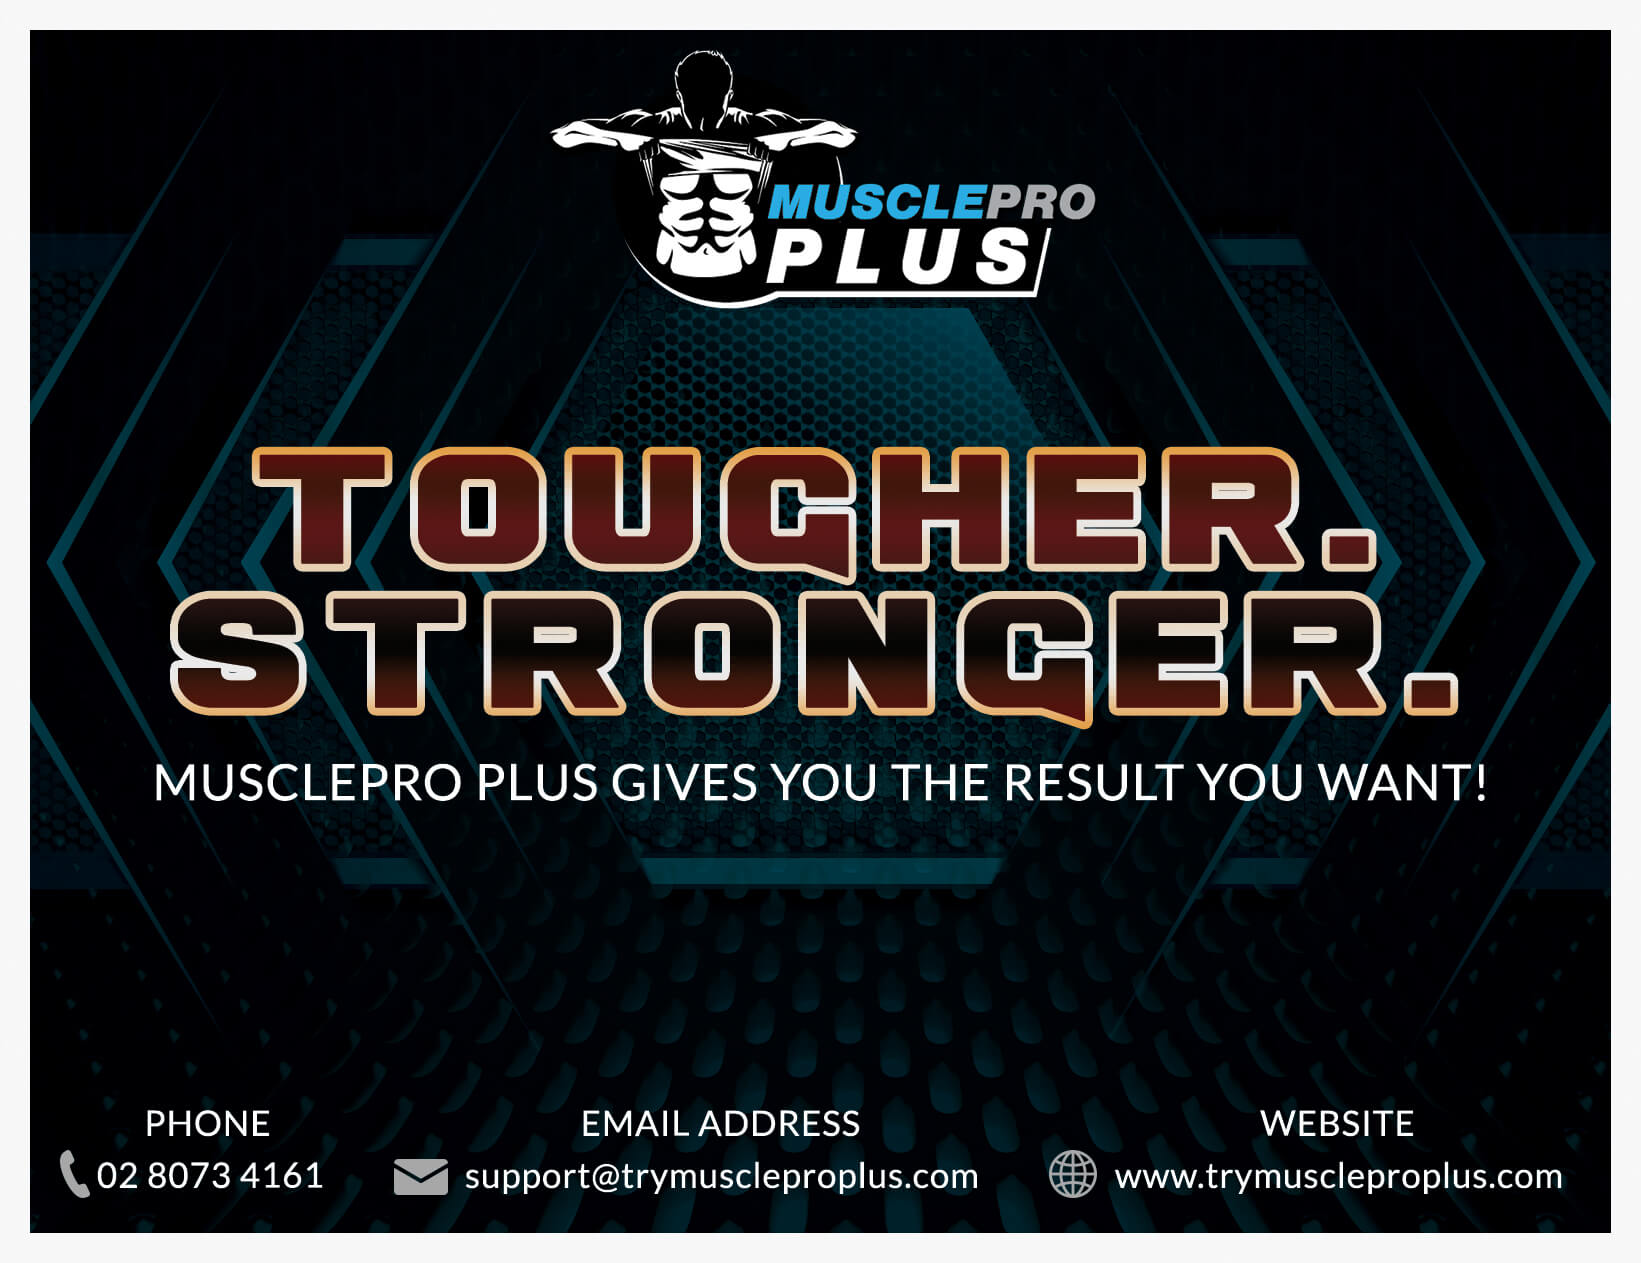 MUSCLEPRO
PLUS
TOUGHER.
STRONGER.
MUSCLEPRO PLUS GIVES YOU THE RESULT YOU WANT!
PHONE
02 8073 4161
EMAIL ADDRESS
support@trymuscleproplus.com
WEBSITE
www.trymuscleproplus.com